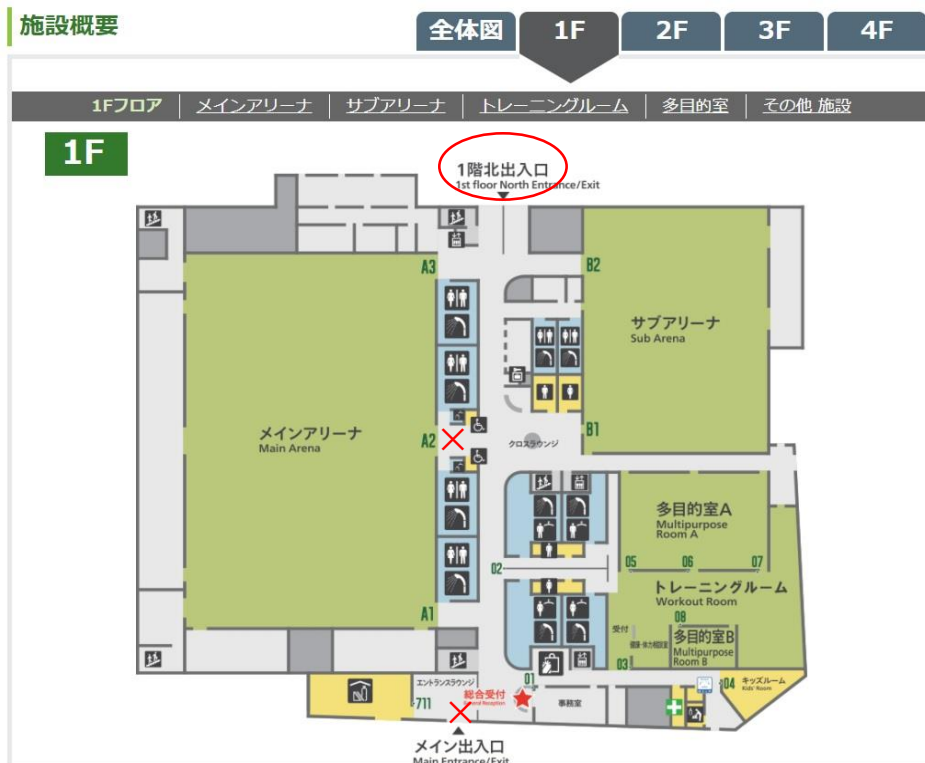 施設概要
全体図 1F 2F 3F 4F
1Fフロア メインアリーナ サブアリーナ トレーニングルーム 多目的室 その他 施設
1F
1階北出入口
1st floor North Entrance/Exit
A3
B2
サブアリーナ
Sub Arena
メインアリーナ
Main Arena
A2
クロスラウンジ
B1
多目的室A
Multipurpose
Room A
02
05
06
07
トレーニングルーム
Workout Room
A1
08
受付
健康・体力相談室
多目的室B
Multipurpose
Room B
03
エントランスラウンジ
01
04
キッズルーム
Kids' Room
711
総合受付
General Reception
事務室
メイン出入口
Main Entrance/Exit